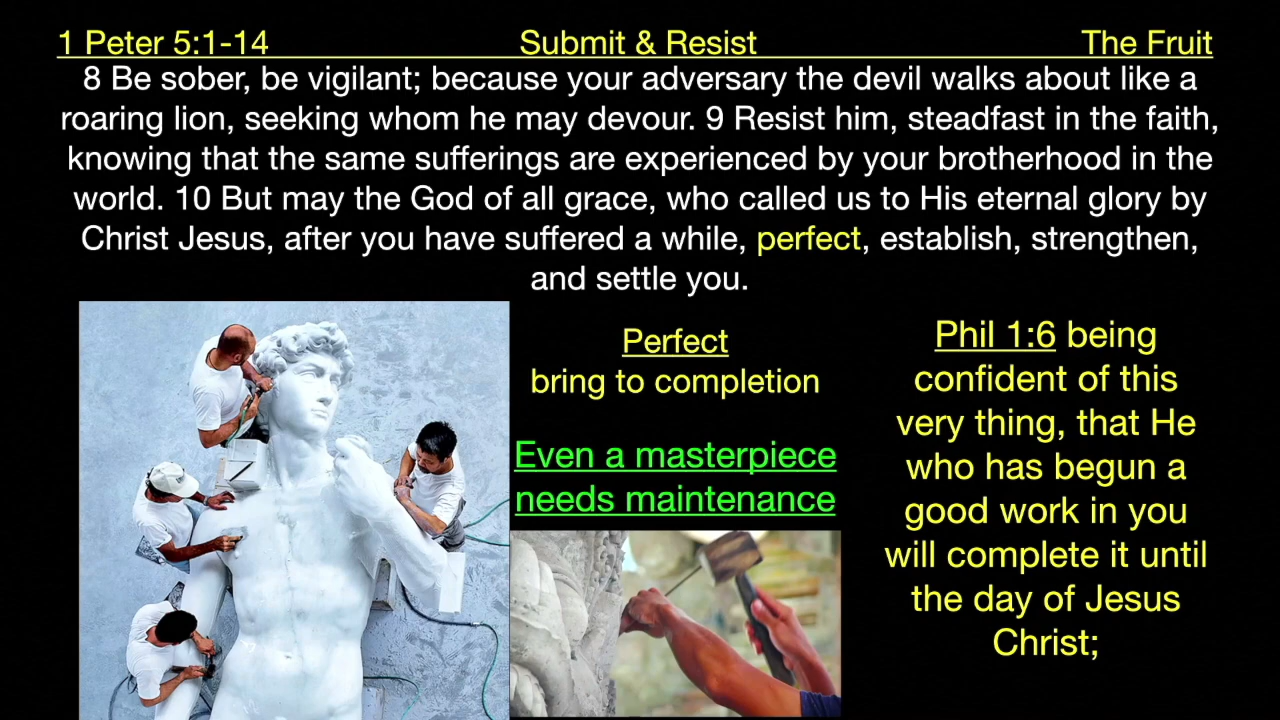 1 Peter 5:1-14 Submit & Resist The Fruit
8 Be sober, be vigilant; because your adversary the devil walks about like a
roaring lion, seeking whom he may devour. 9 Resist him, steadfast in the faith,
knowing that the same sufferings are experienced by your brotherhood in the
world. 10 But may the God of all grace, who called us to His eternal glory by
Christ Jesus, after you have suffered a while, perfect, establish, strengthen,
and settle you.
Perfect
bring to completion
Even a masterpiece
needs maintenance
Phil 1:6 being
confident of this
very thing, that He
who has begun a
good work in you
will complete it until
the day of Jesus
Christ;